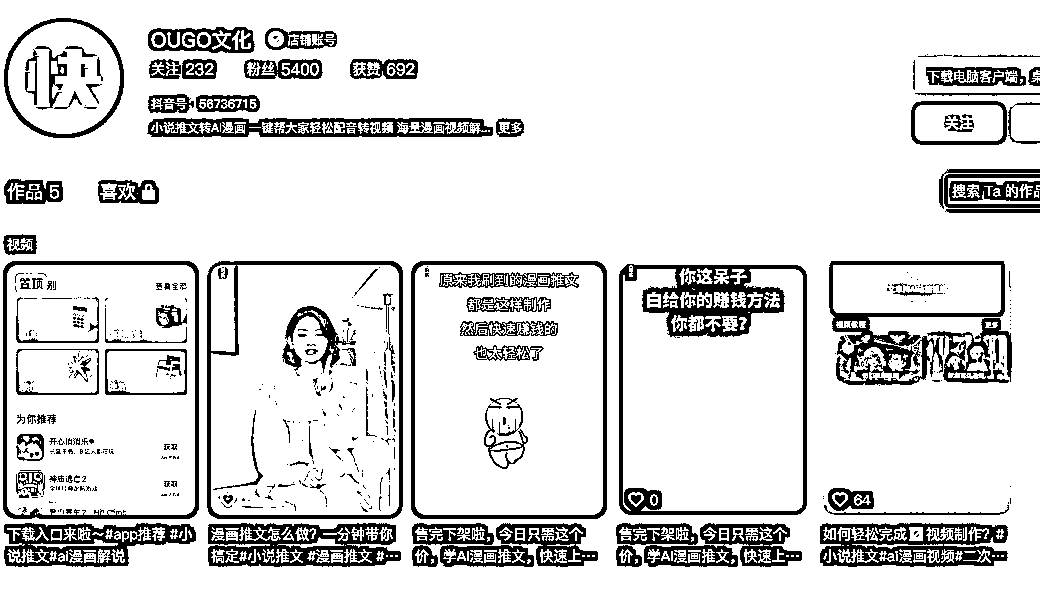 快
OUGO文化 店铺账号
关注 232 粉丝 5400 获赞 692
抖音号：56736715
小说推文转AI漫画 一键帮大家轻松配音转视频 海量漫画视频解... 更多
下载电脑客户端，
关注
作品 5 喜欢
搜索 Ta 的作品
视频
置顶
为你推荐
开心消消乐
获取
神庙逃亡2
获取
原来我刷到的漫画推文
都是这样制作
然后快速赚钱的
也太轻松了
你这呆子
白给你的赚钱方法
你都不要？
0
64
下载入口来啦~#app推荐 #小
说推文#ai漫画解说
漫画推文怎么做？一分钟带你
搞定#小说推文 #漫画推文 #...
售完下架啦，今日只需这个
价，学AI漫画推文，快速上...
售完下架啦，今日只需这个
价，学AI漫画推文，快速上...
如何轻松完成 视频制作？#
小说推文#ai漫画视频#二次...